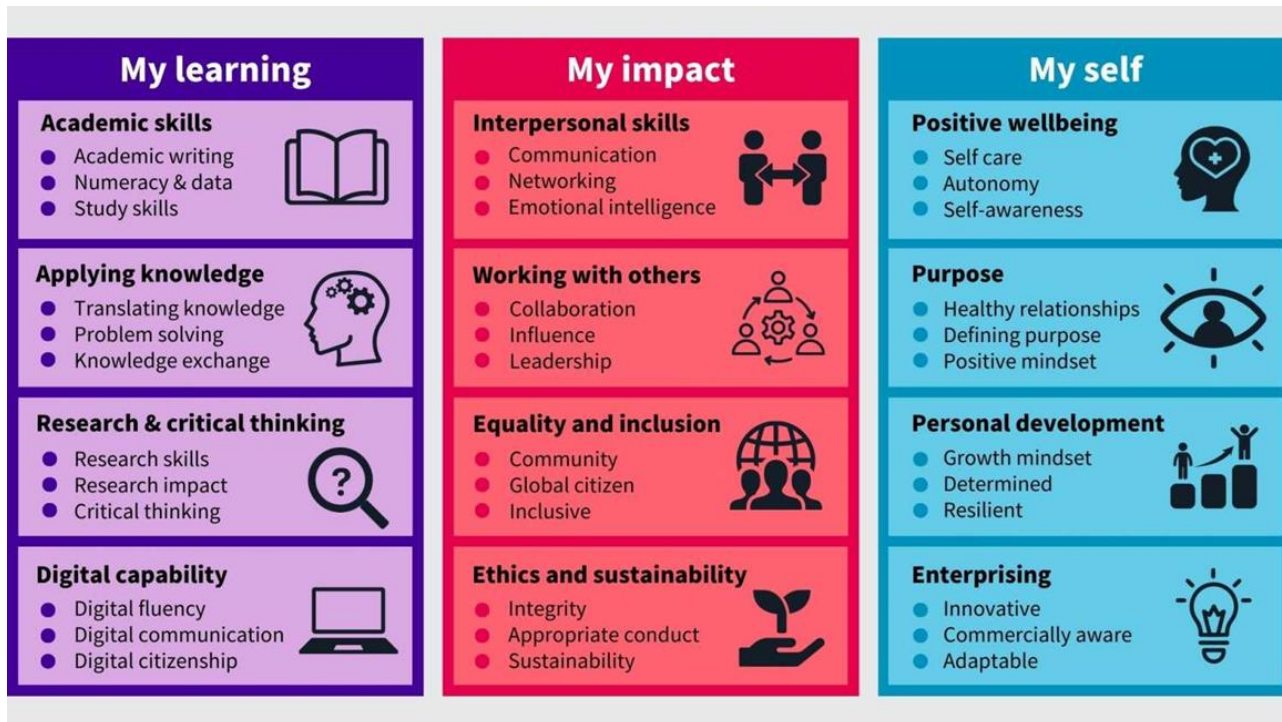 My learning
Academic skills
Academic writing
Numeracy & data
Study skills
Applying knowledge
Translating knowledge
Problem solving
Knowledge exchange
Research & critical thinking
Research skills
Research impact
Critical thinking
Digital capability
Digital fluency
Digital communication
Digital citizenship
My impact
Interpersonal skills
Communication
Networking
Emotional intelligence
Working with others
Collaboration
Influence
Leadership
Equality and inclusion
Community
Global citizen
Inclusive
Ethics and sustainability
Integrity
Appropriate conduct
Sustainability
My self
Positive wellbeing
Self care
Autonomy
Self-awareness
Purpose
Healthy relationships
Defining purpose
Positive mindset
Personal development
Growth mindset
Determined
Resilient
Enterprising
Innovative
Commercially aware
Adaptable